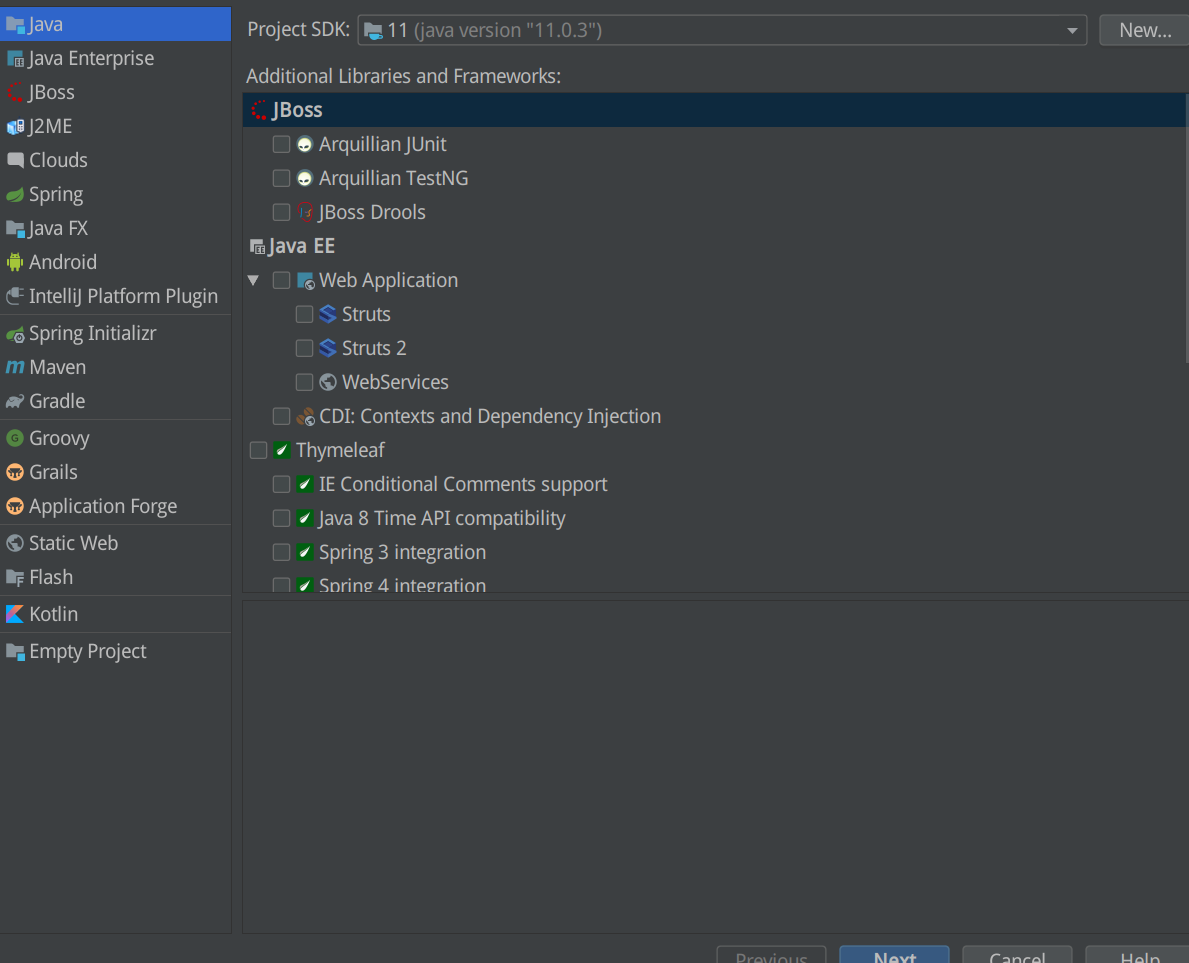 Java
Java Enterprise
JBoss
J2ME
Clouds
Spring
Java FX
Android
IntelliJ Platform Plugin
Spring Initializr
Maven
Gradle
Groovy
Grails
Application Forge
Static Web
Flash
Kotlin
Empty Project
Project SDK: 11 (java version "11.0.3") New...
Additional Libraries and Frameworks:
JBoss
Arquillian JUnit
Arquillian TestNG
JBoss Drools
Java EE
Web Application
Struts
Struts 2
WebServices
CDI: Contexts and Dependency Injection
Thymeleaf
IE Conditional Comments support
Java 8 Time API compatibility
Spring 3 integration
Spring 4 integration
Previous Next Cancel Help